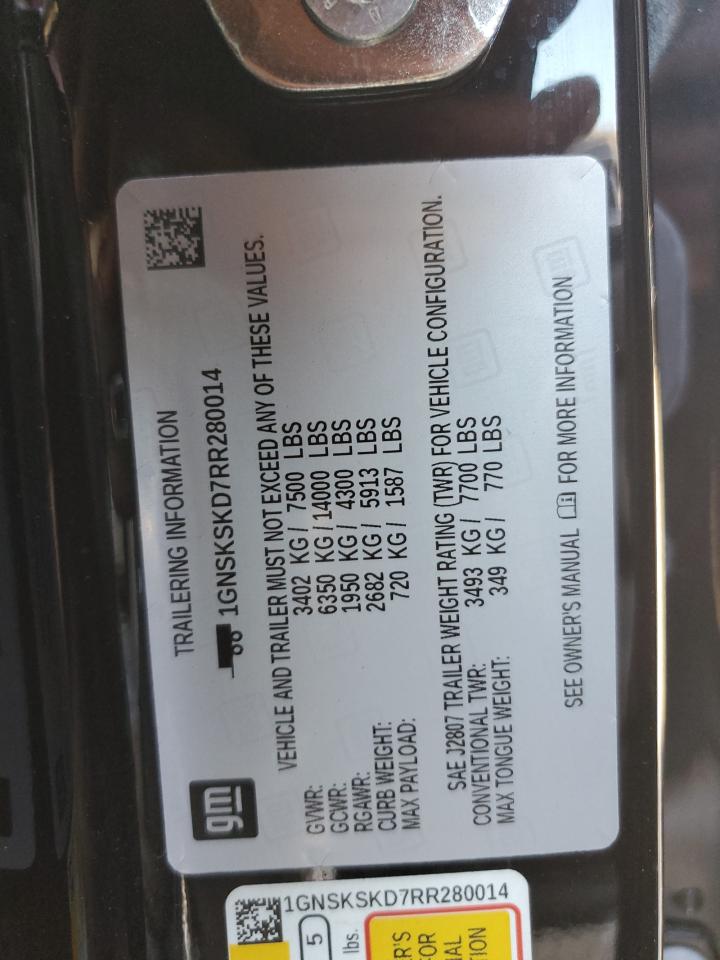 gm
TRAILERING INFORMATION
1GNSKSKD7RR280014
VEHICLE AND TRAILER MUST NOT EXCEED ANY OF THESE VALUES.
GVWR: 3402 KG / 7500 LBS
GCWR: 6350 KG / 14000 LBS
RGAWR: 1950 KG / 4300 LBS
CURB WEIGHT: 2682 KG / 5913 LBS
MAX PAYLOAD: 720 KG / 1587 LBS
SAE J2807 TRAILER WEIGHT RATING (TWR) FOR VEHICLE CONFIGURATION.
CONVENTIONAL TWR: 3493 KG / 7700 LBS
MAX TONGUE WEIGHT: 349 KG / 770 LBS
SEE OWNER'S MANUAL FOR MORE INFORMATION
1GNSKSKD7RR280014
5
lbs.